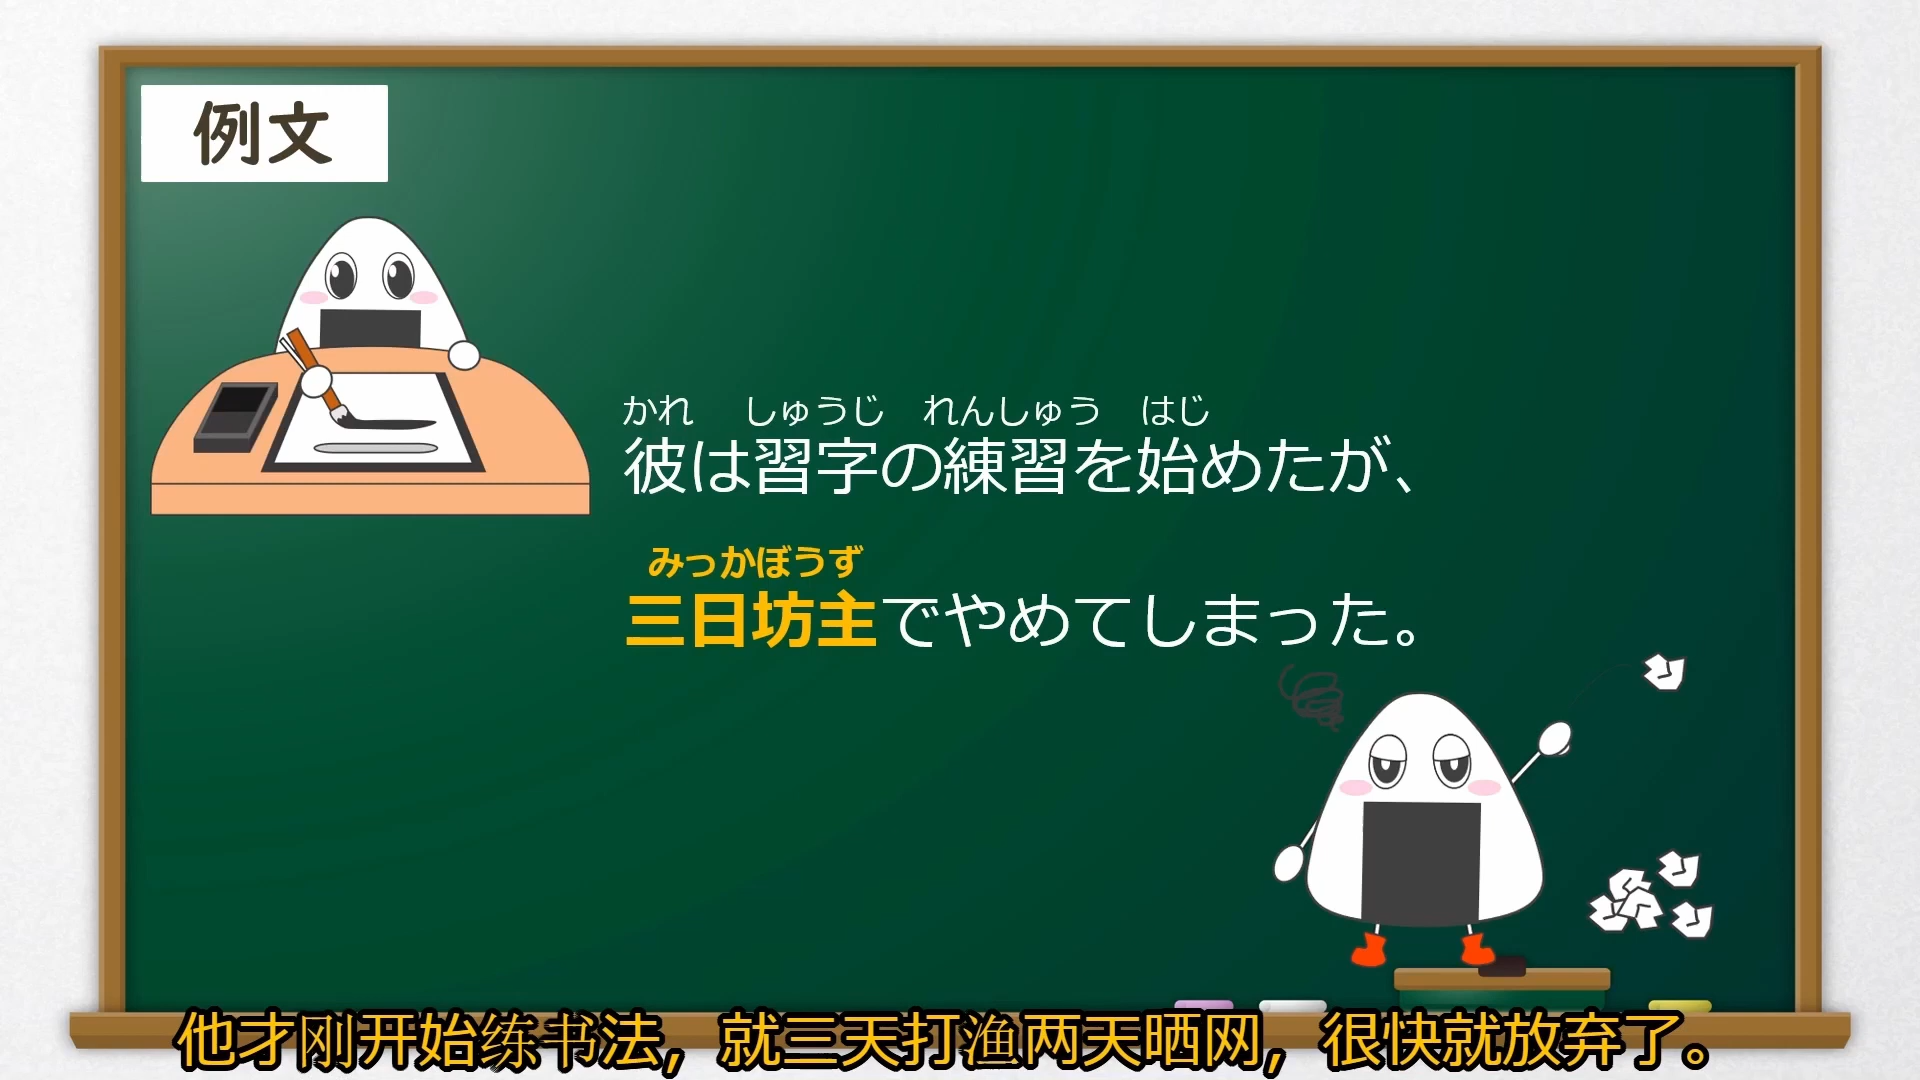 例文
かれ しゅうじ れんしゅう はじ
彼は習字の練習を始めたが、
みっかぼうず
三日坊主でやめてしまった。
他才刚开始练书法，就三天打渔两天晒网，很快就放弃了。